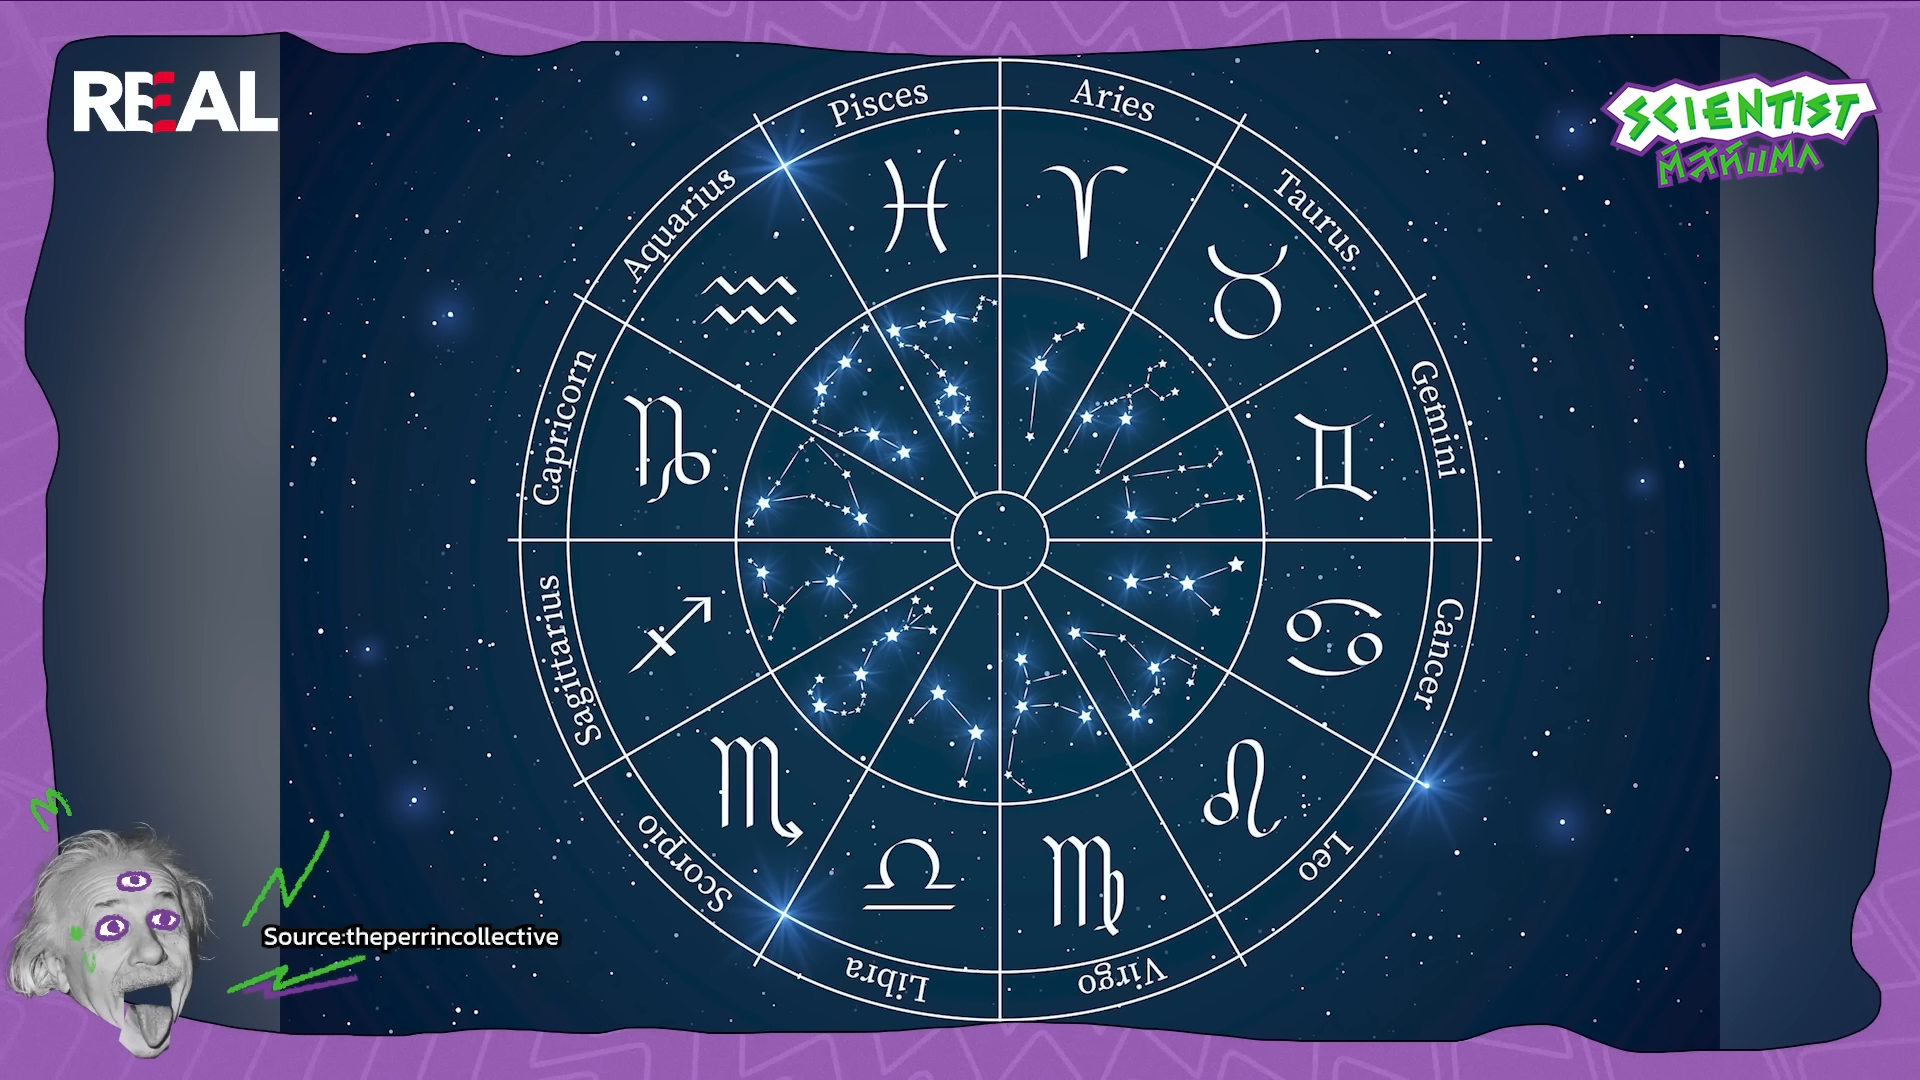 REAL
SCIENTIST
Pisces
Aries
Taurus
Gemini
Cancer
Leo
Virgo
Libra
Scorpio
Sagittarius
Capricorn
Aquarius
Source:theperrincollective